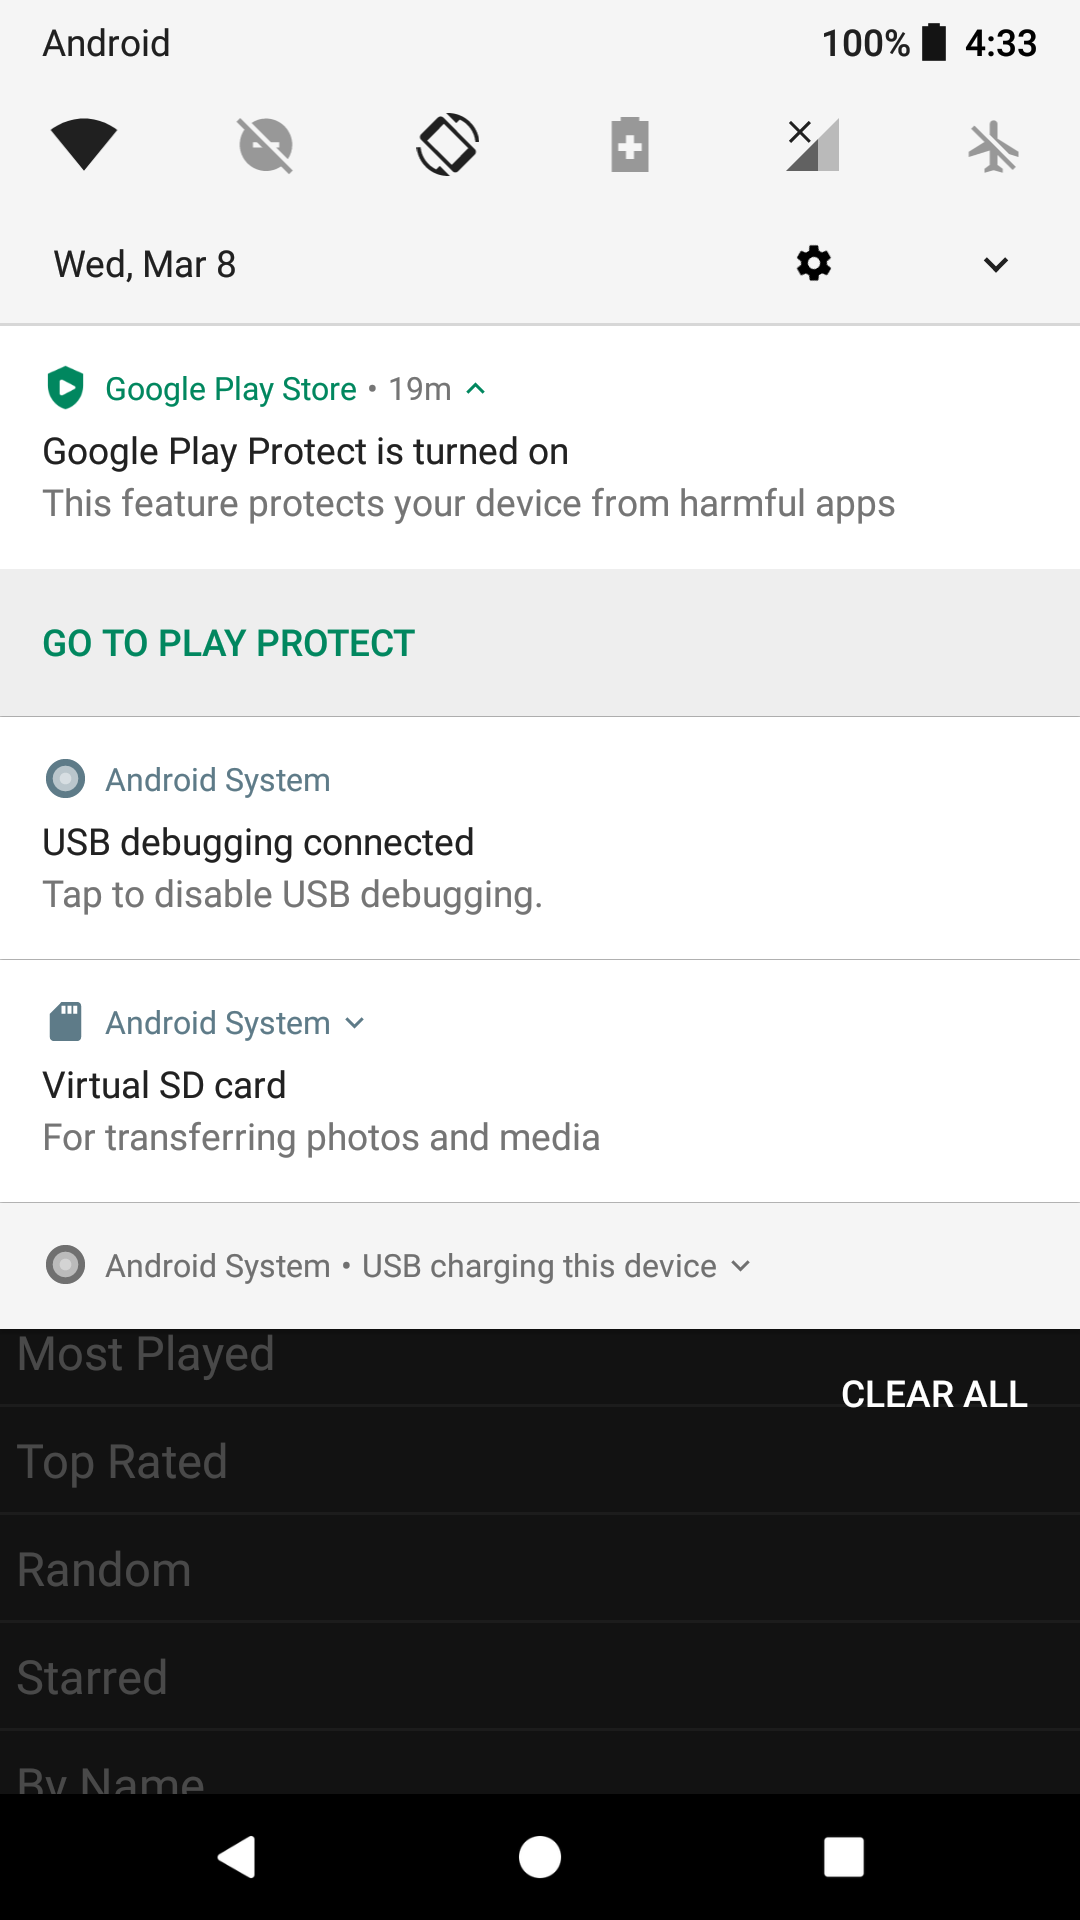 Android 100% 4:33
Wed, Mar 8
Google Play Store • 19m
Google Play Protect is turned on
This feature protects your device from harmful apps
GO TO PLAY PROTECT
Android System
USB debugging connected
Tap to disable USB debugging.
Android System
Virtual SD card
For transferring photos and media
Android System • USB charging this device
Most Played
CLEAR ALL
Top Rated
Random
Starred
By Name